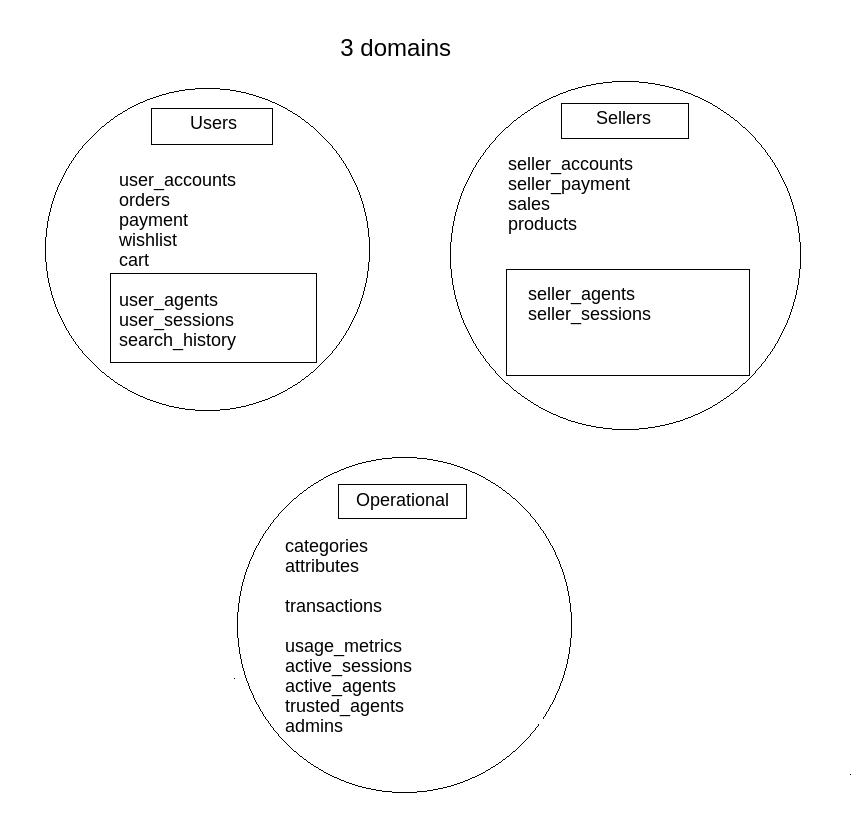 3 domains
Users
user_accounts
orders
payment
wishlist
cart
user_agents
user_sessions
search_history
Sellers
seller_accounts
seller_payment
sales
products
seller_agents
seller_sessions
Operational
categories
attributes
transactions
usage_metrics
active_sessions
active_agents
trusted_agents
admins